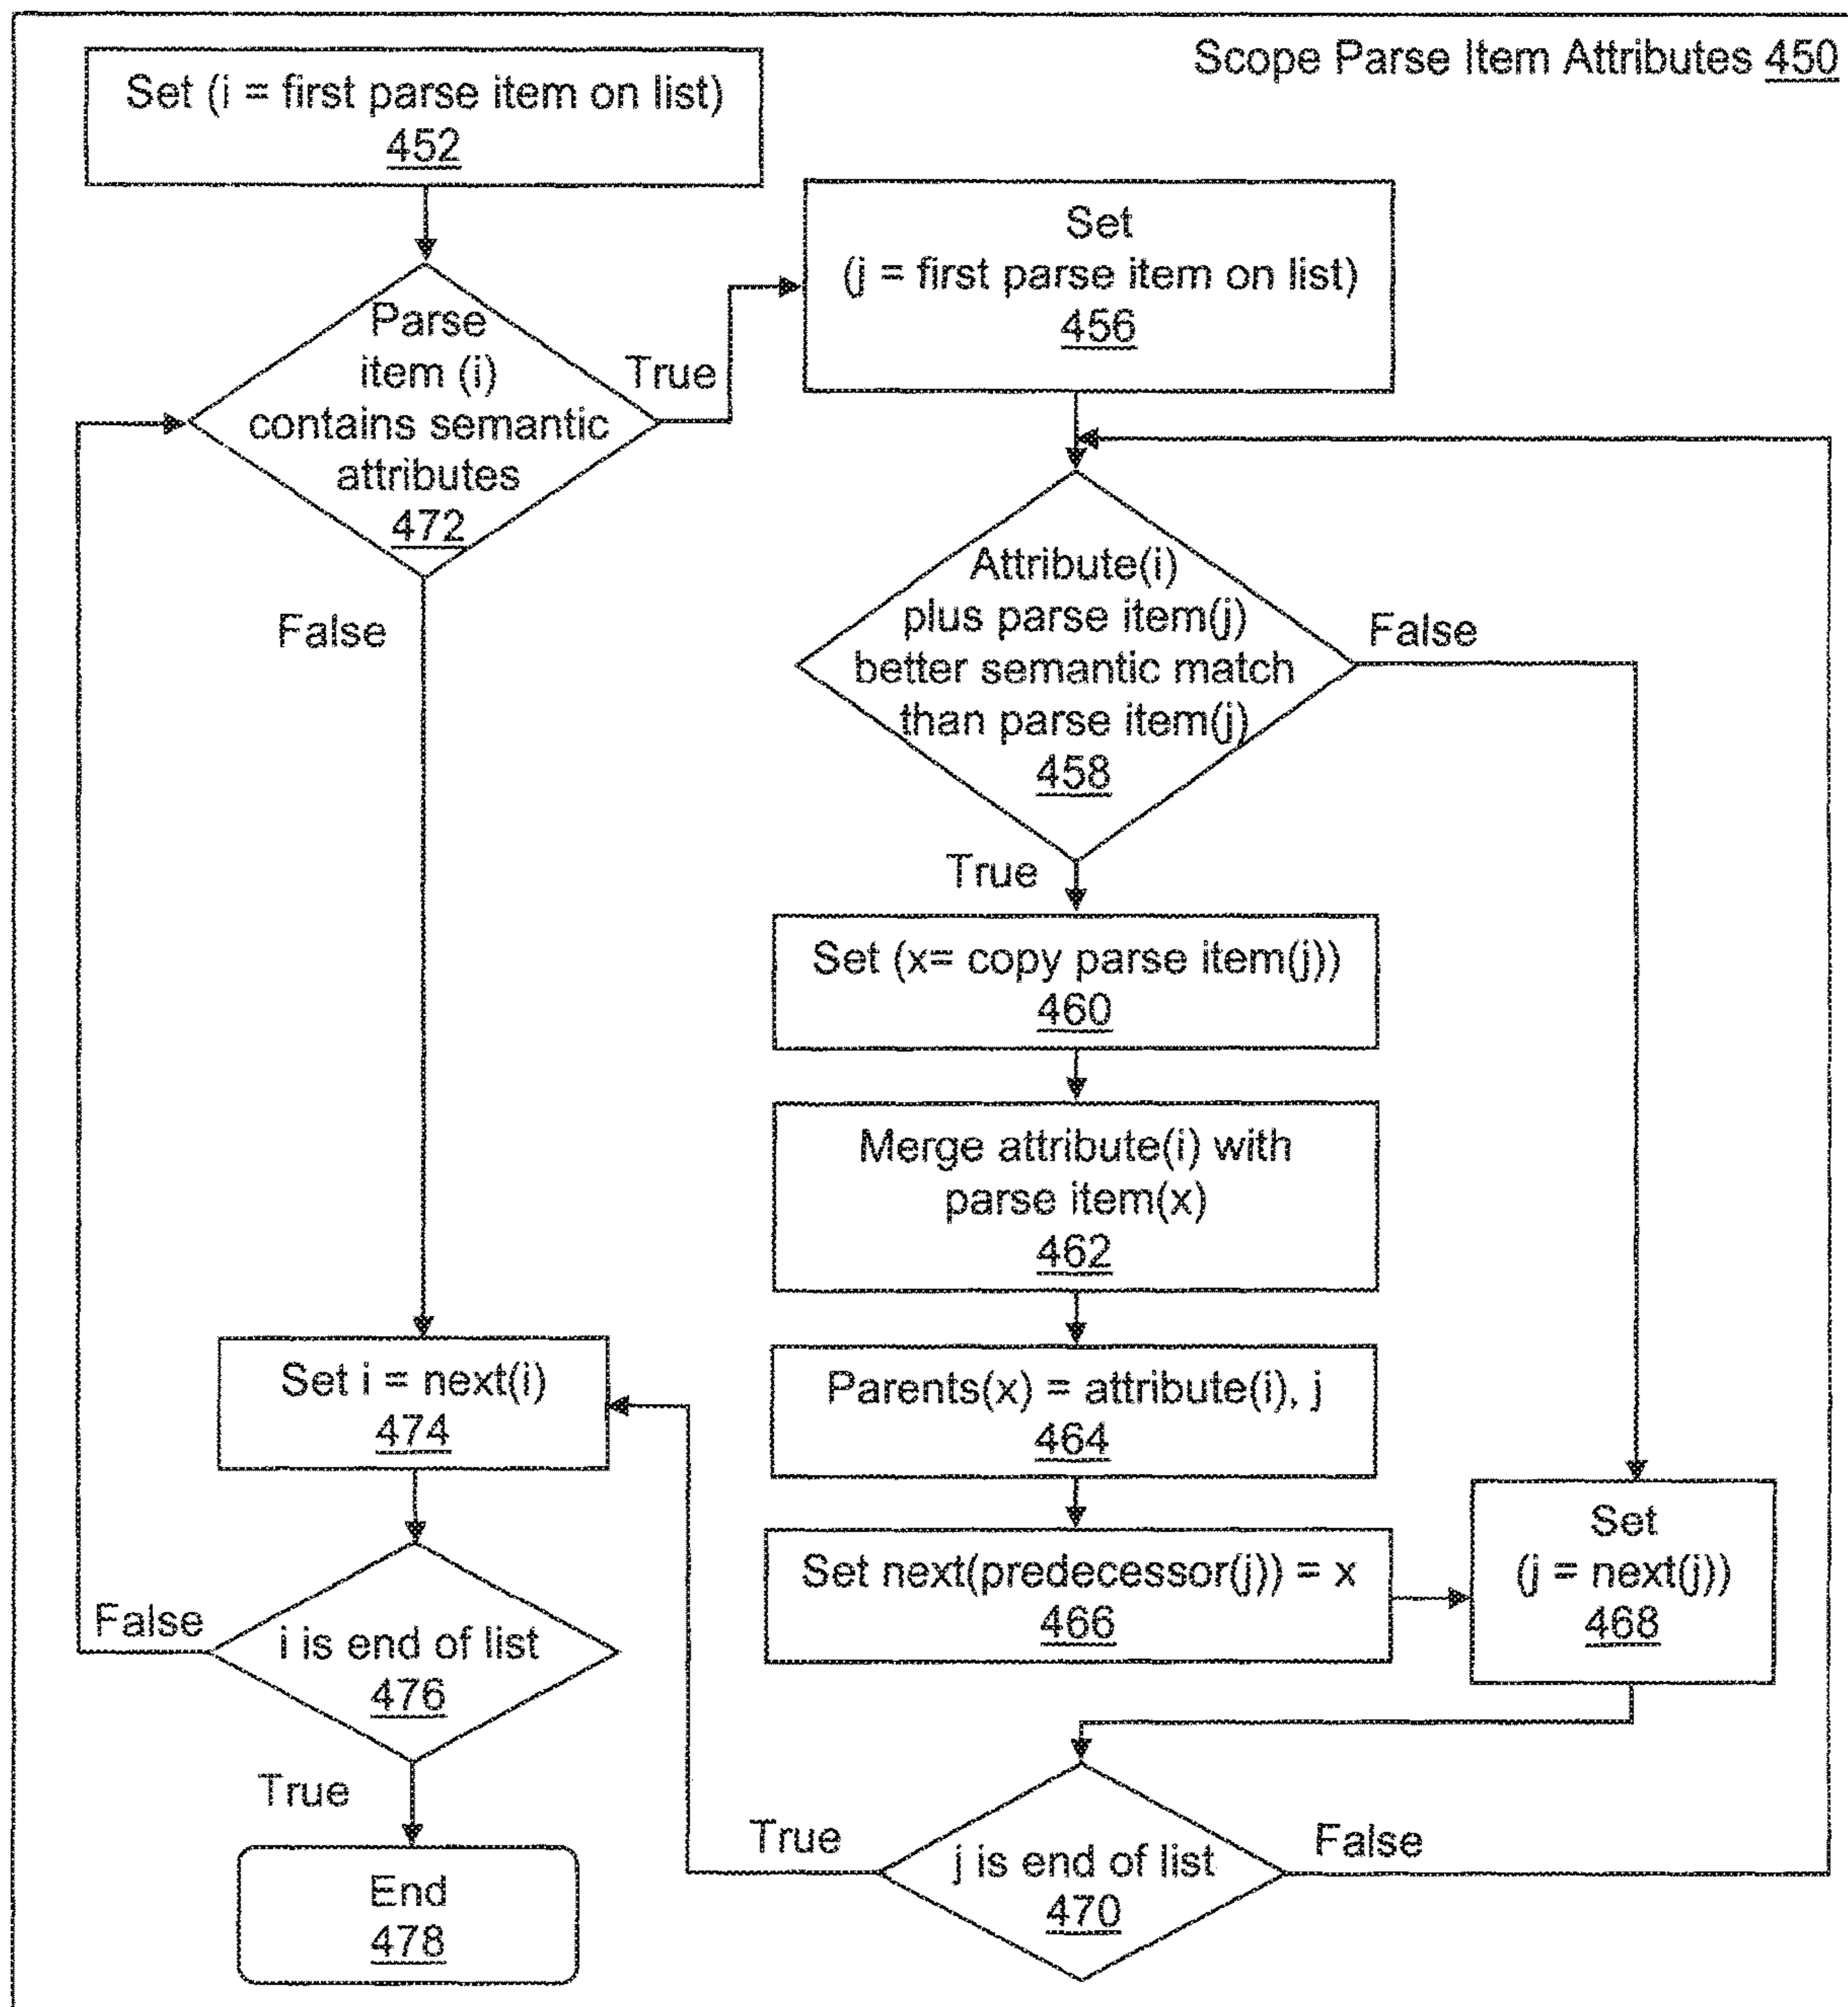 Scope Parse Item Attributes 450
Set (i = first parse item on list)
452
Parse
item (i)
contains semantic
attributes
472
True
False
Set
(j = first parse item on list)
456
Attribute(i)
plus parse item(j)
better semantic match
than parse item(j)
458
False
True
Set (x= copy parse item(j))
460
Merge attribute(i) with
parse item(x)
462
Parents(x) = attribute(i), j
464
Set next(predecessor(j)) = x
466
Set
(j = next(j))
468
j is end of list
470
True
False
Set i = next(i)
474
i is end of list
476
False
True
End
478